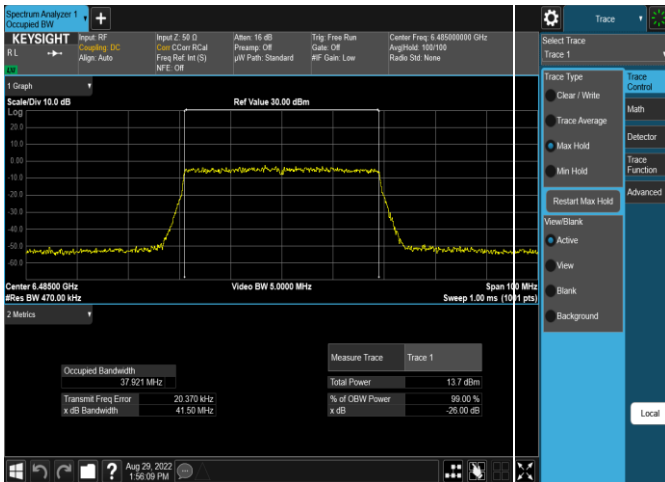 Spectrum Analyzer 1
Occupied BW
Trace
KEYSIGHT
Input: RF
Input Z: 50 Ω
Atten: 16 dB
Trig: Free Run
Center Freq: 6.485000000 GHz
R L
Coupling: DC
Corr CCorr RCal
Preamp: Off
Gate: Off
Avg|Hold: 100/100
Align: Auto
Freq Ref: Int (S)
µW Path: Standard
#IF Gain: Low
Radio Std: None
NFE: Off
Select Trace
Trace 1
1 Graph
Scale/Div 10.0 dB
Ref Value 30.00 dBm
Log
20.0
10.0
0.00
-10.0
-20.0
-30.0
-40.0
-50.0
-60.0
Center 6.48500 GHz
Video BW 5.0000 MHz
Span 100 MHz
#Res BW 470.00 kHz
Sweep 1.00 ms (1001 pts)
2 Metrics
Occupied Bandwidth
37.921 MHz
Transmit Freq Error
20.370 kHz
x dB Bandwidth
41.50 MHz
Measure Trace
Trace 1
Total Power
13.7 dBm
% of OBW Power
99.00 %
x dB
-26.00 dB
Trace Type
Clear / Write
Trace Average
Max Hold
Min Hold
Restart Max Hold
View/Blank
Active
View
Blank
Background
Trace
Control
Math
Detector
Trace
Function
Advanced
Local
Aug 29, 2022
1:56:09 PM